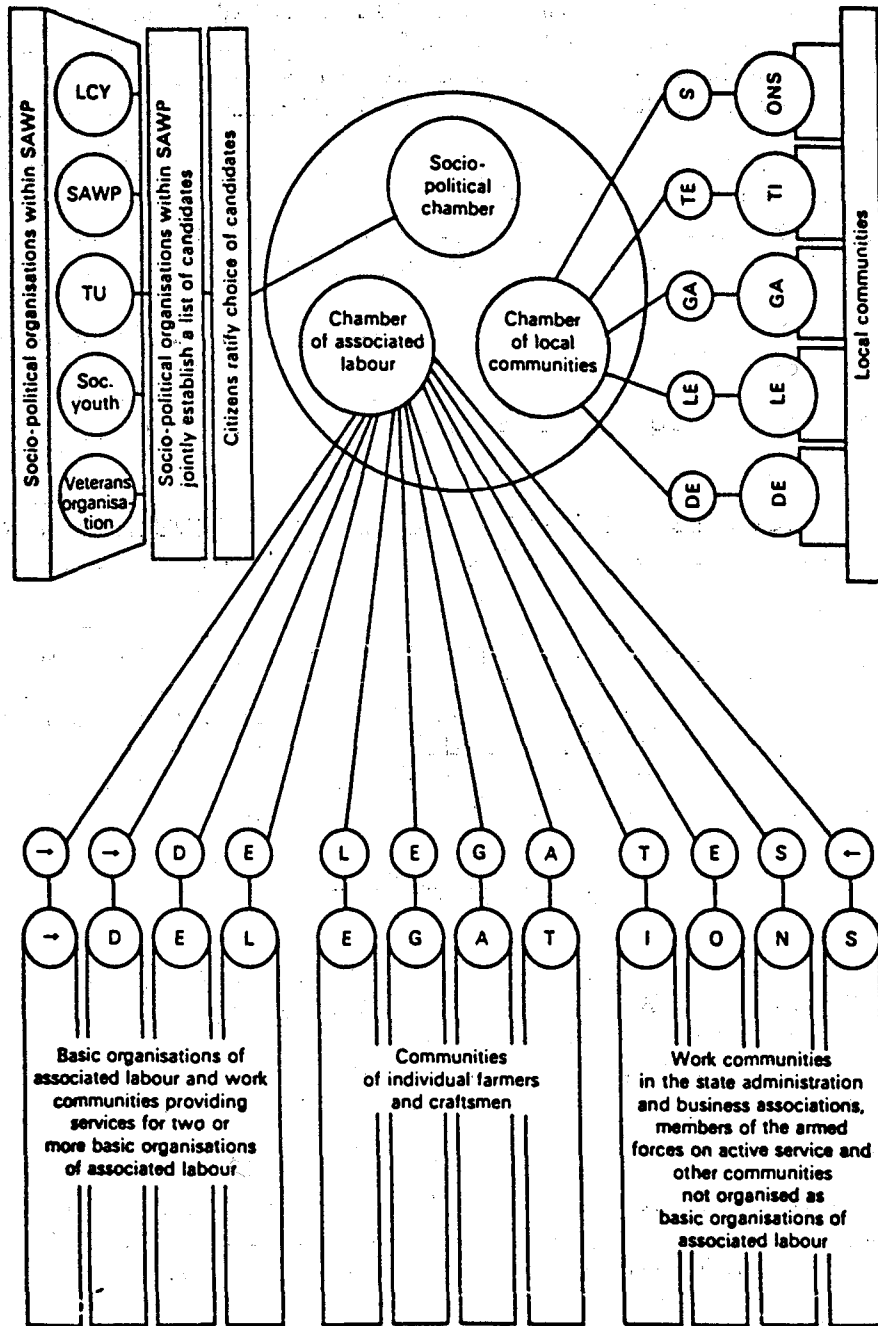 Socio-political organisations within SAWP
LCY
SAWP
TU
Soc.
youth
Veterans
organisa-
tion
Socio-political organisations within SAWP
jointly establish a list of candidates
Citizens ratify choice of candidates
Socio-
political
chamber
Chamber
of associated
labour
Chamber
of local
communities
S
TE
GA
LE
DE
ONS
TI
GA
LE
DE
Local communities
→ → D E L E G A T E S ←
→ D E L E G A T I O N S
Basic organisations of
associated labour and work
communities providing
services for two or
more basic organisations
of associated labour
Communities
of individual farmers
and craftsmen
Work communities
in the state administration
and business associations,
members of the armed
forces on active service and
other communities
not organised as
basic organisations of
associated labour